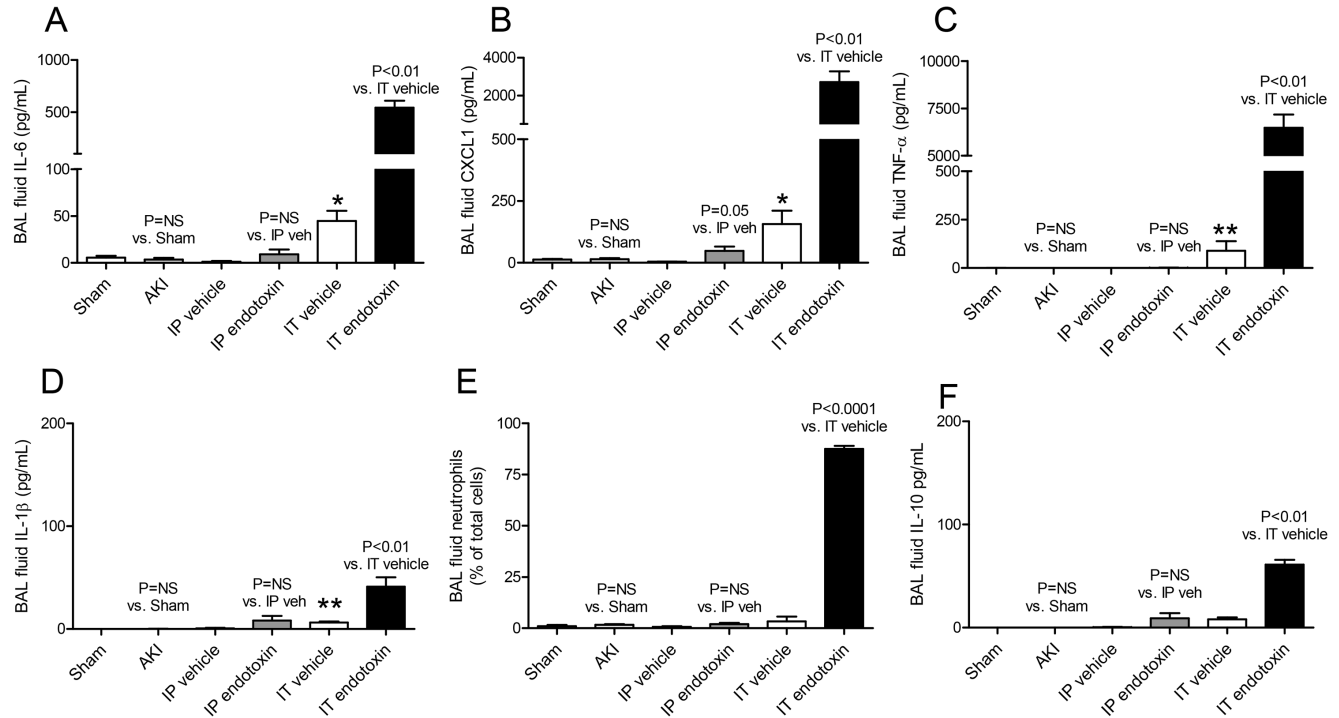 A
BAL fluid IL-6 (pg/mL)
1000
500
100
50
0
P=NS
vs. Sham
P=NS
vs. IP veh
*
P<0.01
vs. IT vehicle
Sham
AKI
IP vehicle
IP endotoxin
IT vehicle
IT endotoxin
B
BAL fluid CXCL1 (pg/mL)
4000
2000
500
250
0
P=NS
vs. Sham
P=0.05
vs. IP veh
*
P<0.01
vs. IT vehicle
Sham
AKI
IP vehicle
IP endotoxin
IT vehicle
IT endotoxin
C
BAL fluid TNF-α (pg/mL)
10000
7500
5000
500
250
0
P=NS
vs. Sham
P=NS
vs. IP veh
**
P<0.01
vs. IT vehicle
Sham
AKI
IP vehicle
IP endotoxin
IT vehicle
IT endotoxin
D
BAL fluid IL-1β (pg/mL)
200
100
0
P=NS
vs. Sham
P=NS
vs. IP veh
**
P<0.01
vs. IT vehicle
Sham
AKI
IP vehicle
IP endotoxin
IT vehicle
IT endotoxin
E
BAL fluid neutrophils
(% of total cells)
100
75
50
25
0
P=NS
vs. Sham
P=NS
vs. IP veh
P<0.0001
vs. IT vehicle
Sham
AKI
IP vehicle
IP endotoxin
IT vehicle
IT endotoxin
F
BAL fluid IL-10 pg/mL
200
100
0
P=NS
vs. Sham
P=NS
vs. IP veh
P<0.01
vs. IT vehicle
Sham
AKI
IP vehicle
IP endotoxin
IT vehicle
IT endotoxin